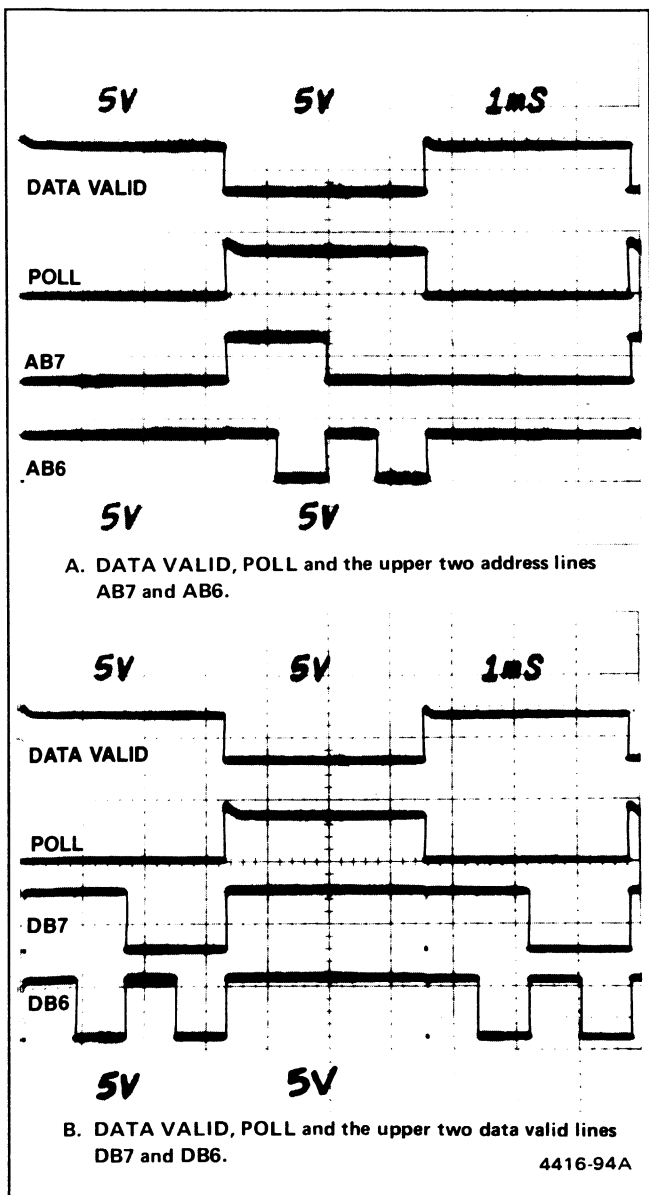 5V 5V 1mS
DATA VALID
POLL
AB7
AB6
5V 5V
A. DATA VALID, POLL and the upper two address lines
AB7 and AB6.
5V 5V 1mS
DATA VALID
POLL
DB7
DB6
5V 5V
B. DATA VALID, POLL and the upper two data valid lines
DB7 and DB6.
4416-94A